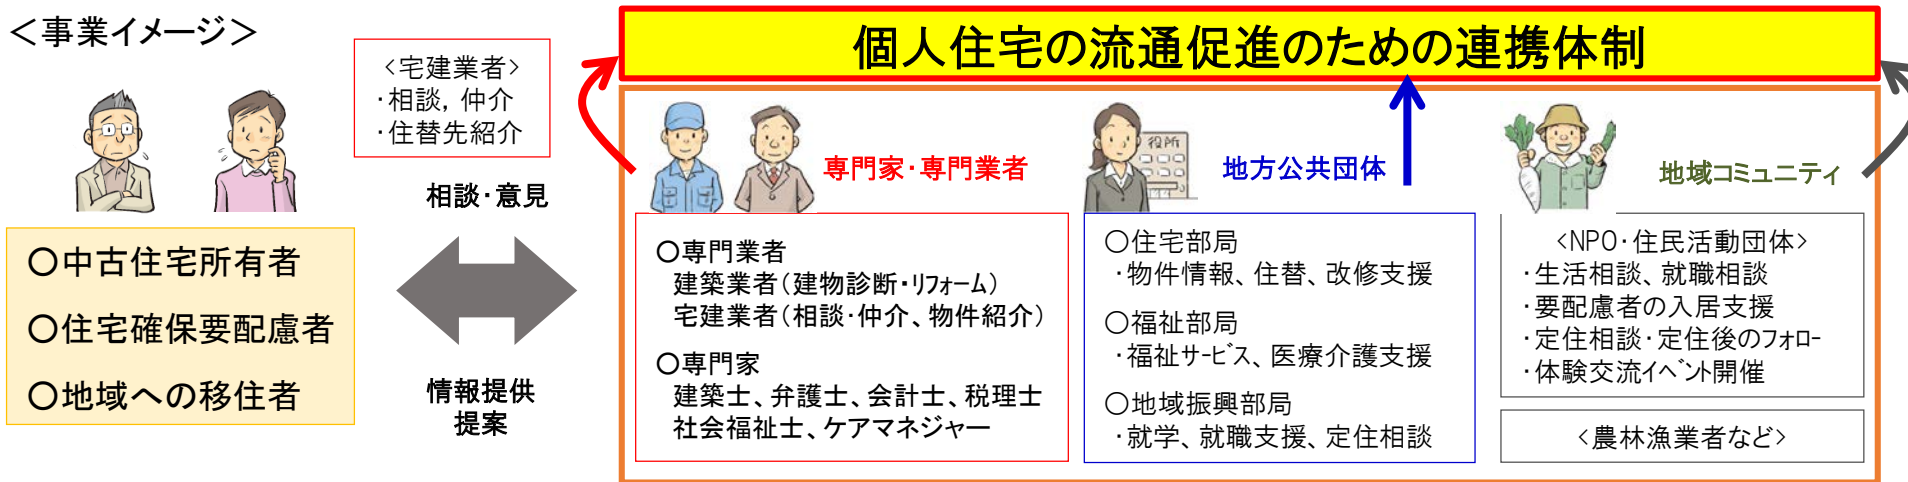 ＜事業イメージ＞
〈宅建業者〉
・相談，仲介
・住替先紹介
相談・意見
情報提供
提案
〇中古住宅所有者
〇住宅確保要配慮者
〇地域への移住者
個人住宅の流通促進のための連携体制
専門家・専門業者
〇専門業者
建築業者（建物診断・リフォーム）
宅建業者（相談・仲介、物件紹介）
〇専門家
建築士、弁護士、会計士、税理士
社会福祉士、ケアマネジャー
役所
地方公共団体
〇住宅部局
・物件情報、住替、改修支援
〇福祉部局
・福祉サービス、医療介護支援
〇地域振興部局
・就学、就職支援、定住相談
地域コミュニティ
〈NPO・住民活動団体〉
・生活相談、就職相談
・要配慮者の入居支援
・定住相談・定住後のフォロー
・体験交流イベント開催
〈農林漁業者など〉